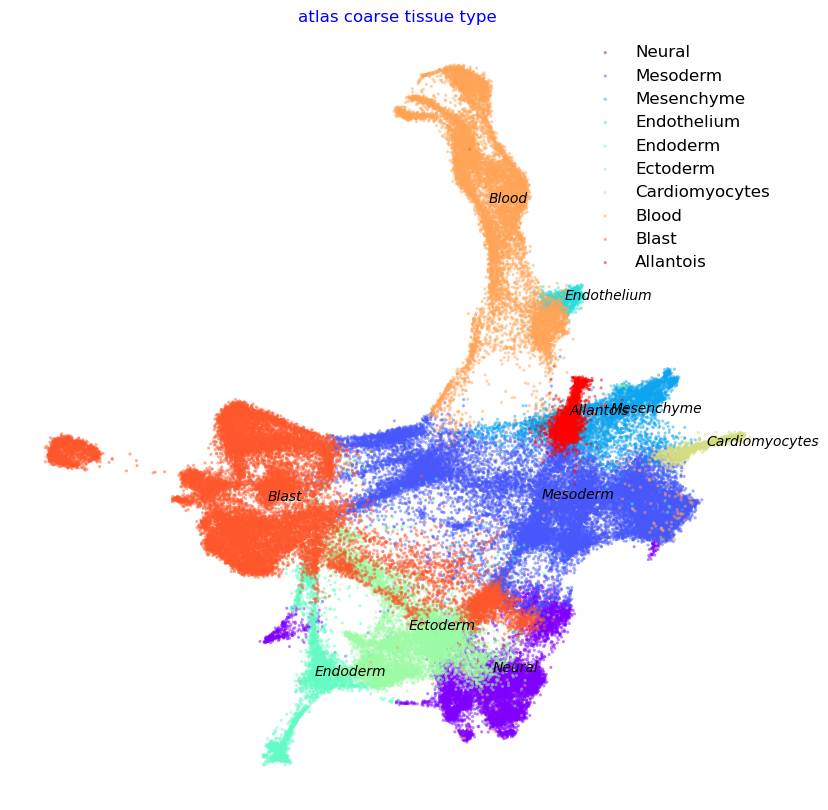 atlas coarse tissue type
Neural
Mesoderm
Mesenchyme
Endothelium
Endoderm
Ectoderm
Cardiomyocytes
Blood
Blast
Allantois
Blood
Endothelium
Allantois
Mesenchyme
Cardiomyocytes
Blast
Mesoderm
Ectoderm
Endoderm
Neural